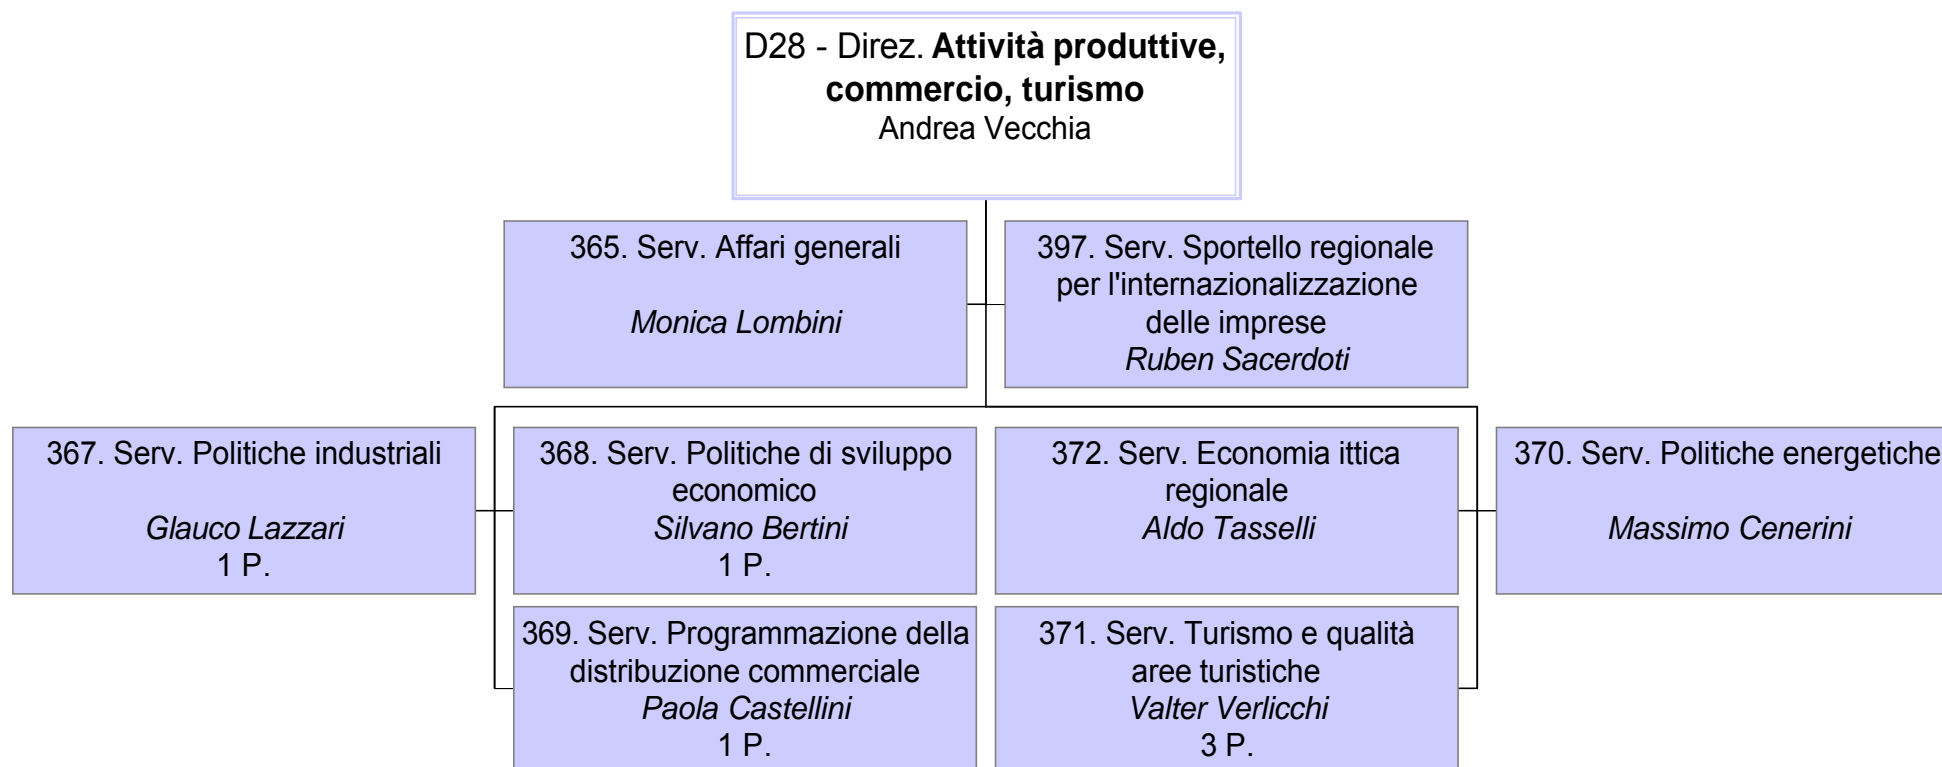 D28 - Direz. Attività produttive,
commercio, turismo
Andrea Vecchia
365. Serv. Affari generali
Monica Lombini
397. Serv. Sportello regionale
per l'internazionalizzazione
delle imprese
Ruben Sacerdoti
367. Serv. Politiche industriali
Glauco Lazzari
1 P.
368. Serv. Politiche di sviluppo
economico
Silvano Bertini
1 P.
372. Serv. Economia ittica
regionale
Aldo Tasselli
370. Serv. Politiche energetiche
Massimo Cenerini
369. Serv. Programmazione della
distribuzione commerciale
Paola Castellini
1 P.
371. Serv. Turismo e qualità
aree turistiche
Valter Verlicchi
3 P.